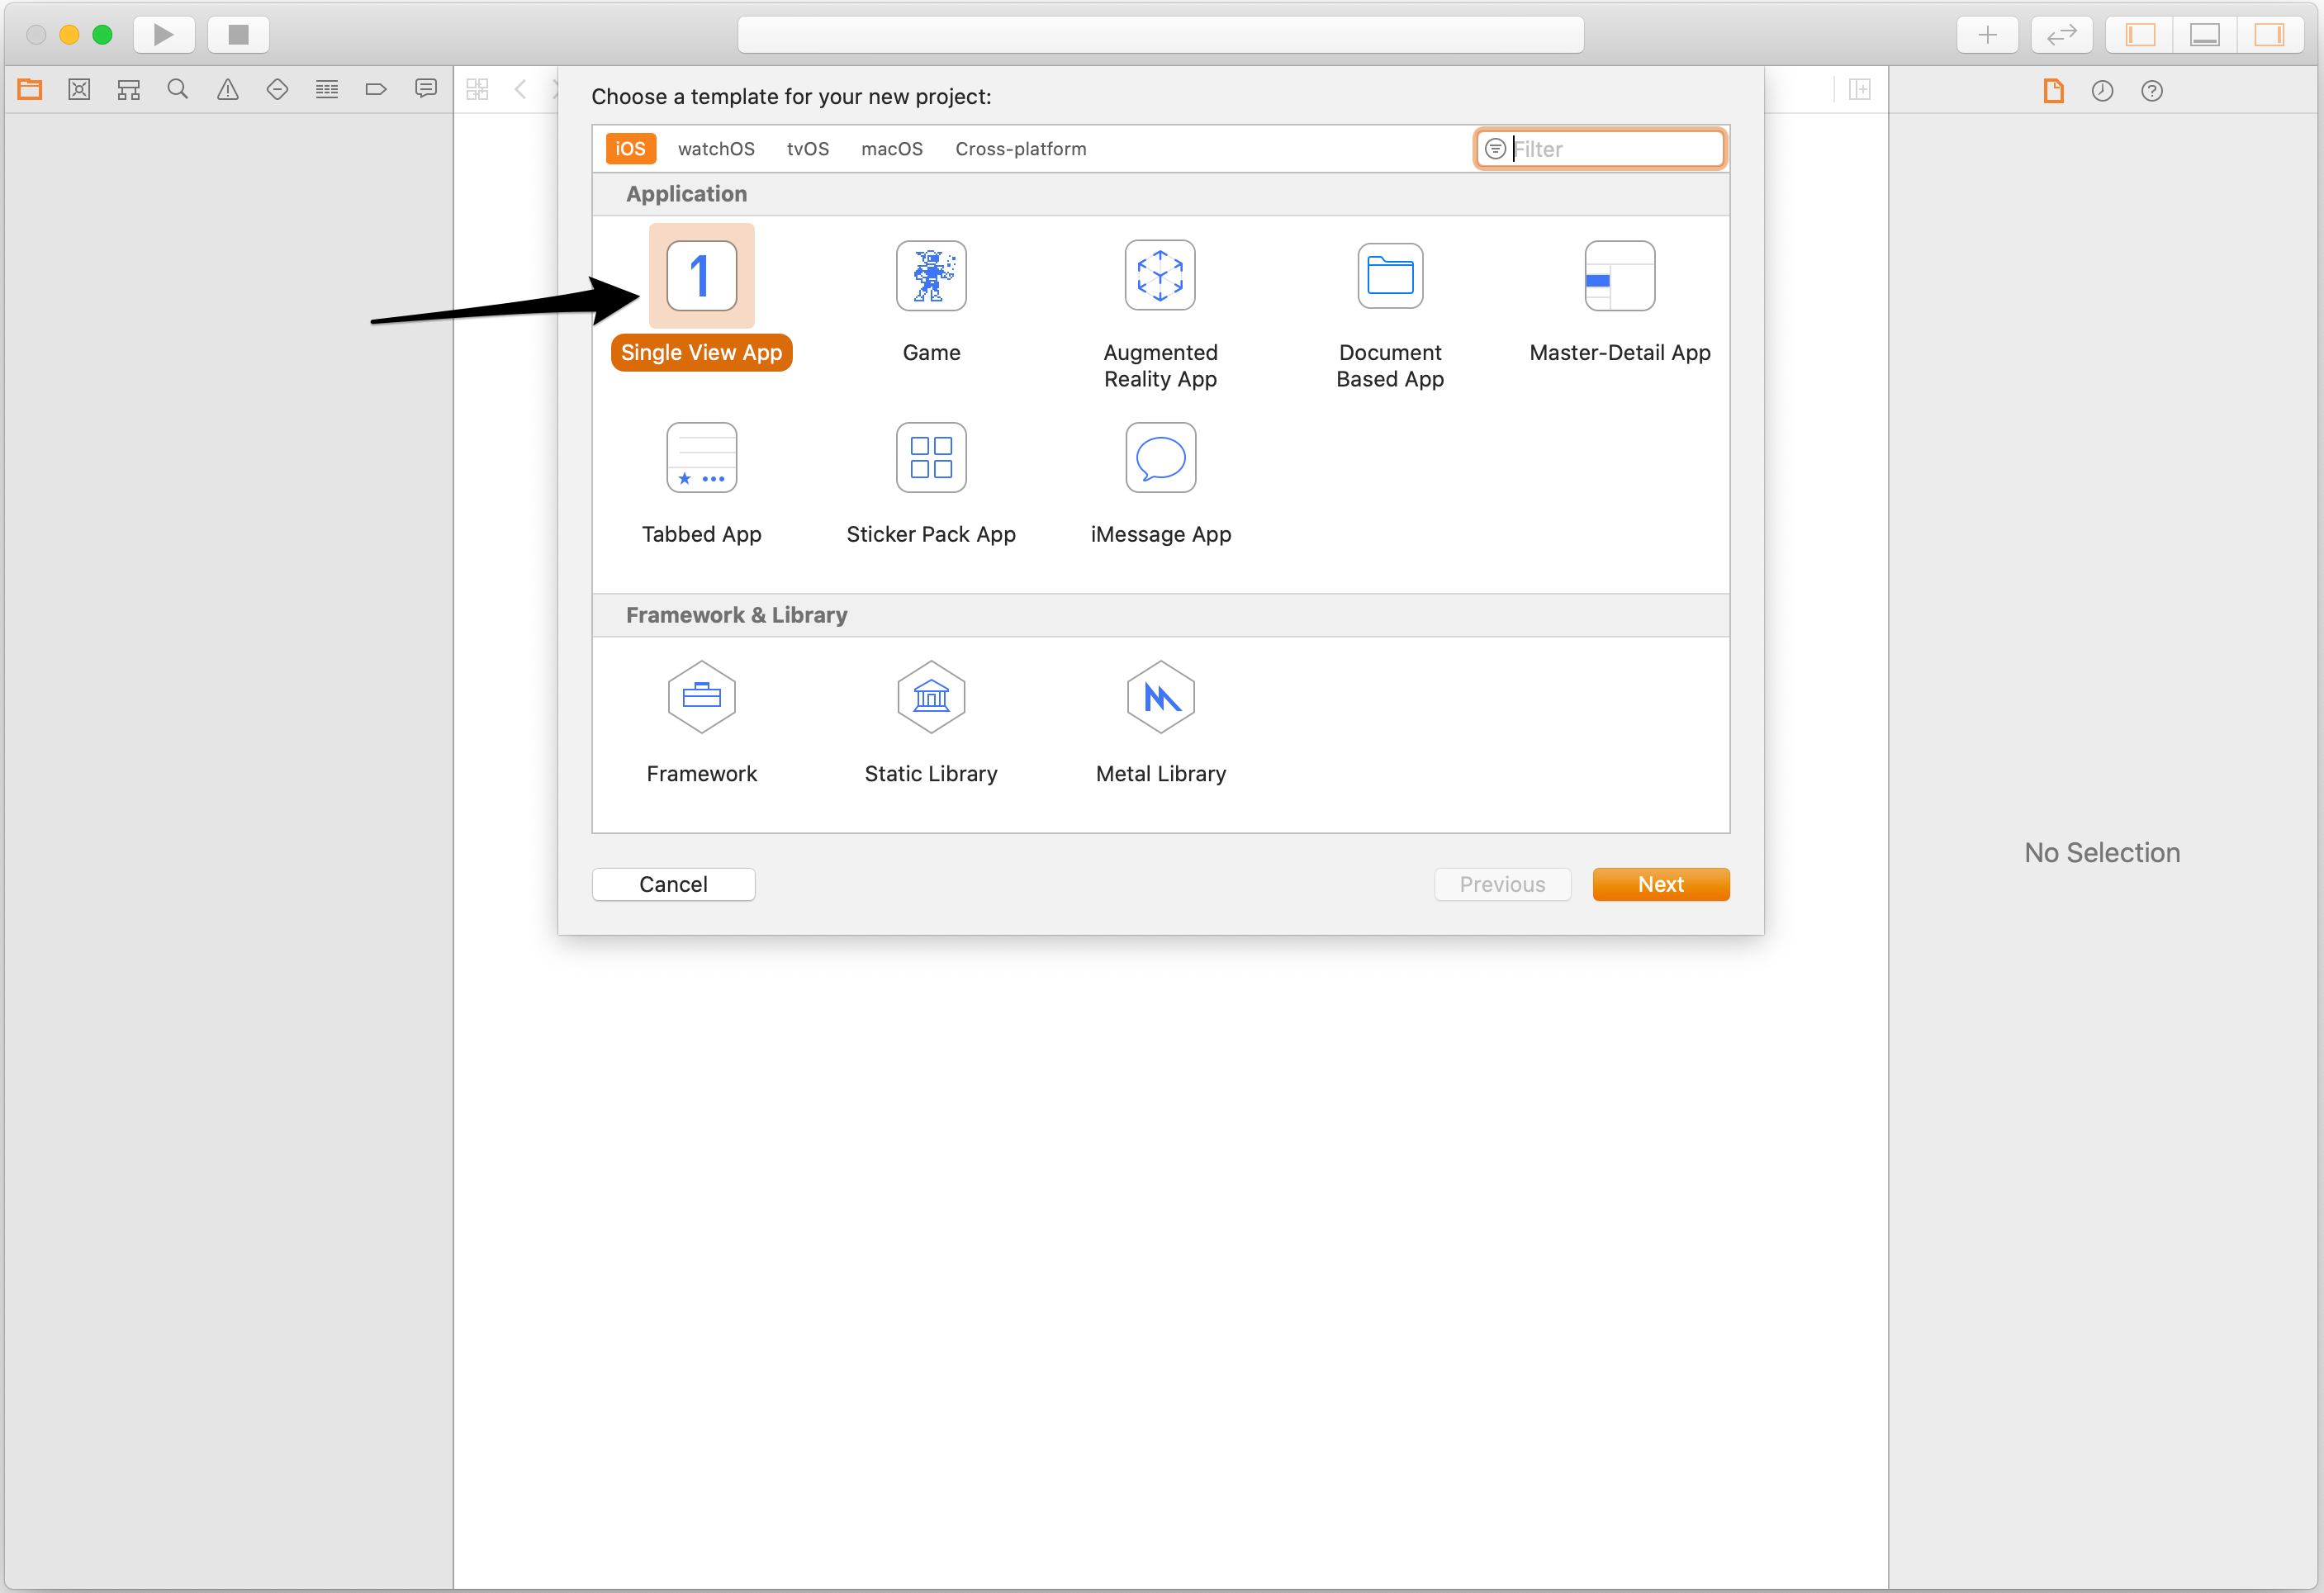 Choose a template for your new project:
iOS watchOS tvOS macOS Cross-platform Filter
Application
1
Single View App Game Augmented Reality App Document Based App Master-Detail App
Tabbed App Sticker Pack App iMessage App
Framework & Library
Framework Static Library Metal Library
No Selection
Cancel Previous Next